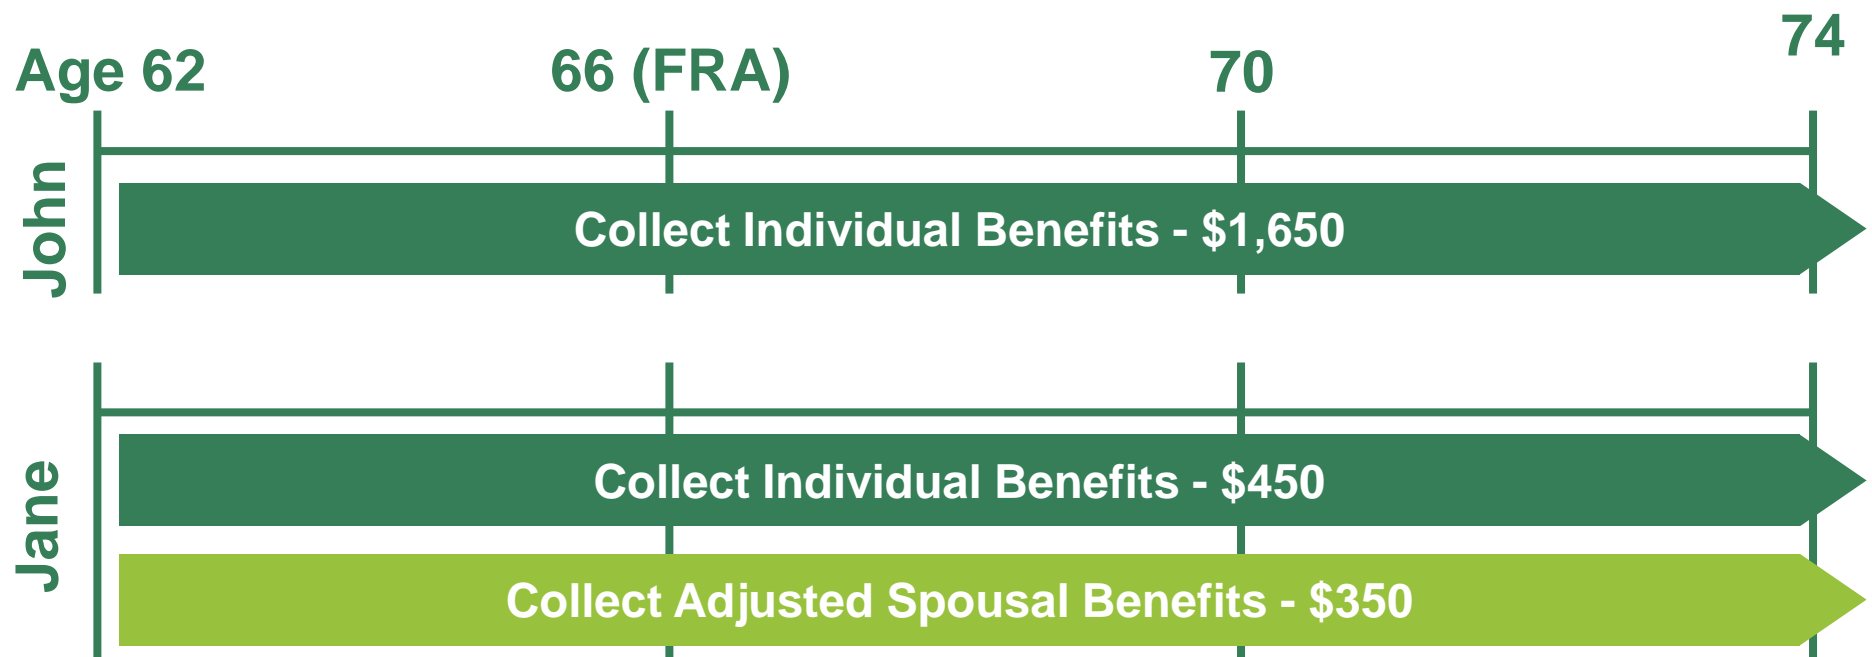 Age 62 66 (FRA) 70 74
John
Collect Individual Benefits - $1,650
Jane
Collect Individual Benefits - $450
Collect Adjusted Spousal Benefits - $350